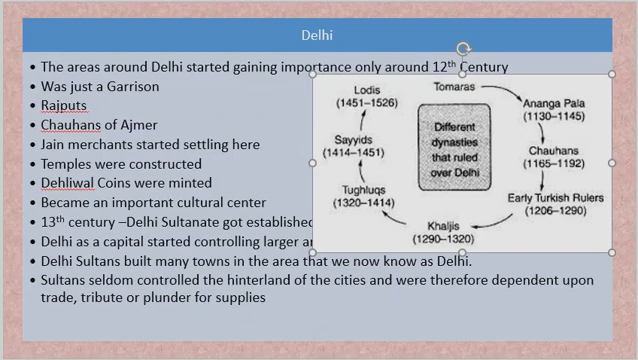 Delhi
• The areas around Delhi started gaining importance only around 12th Century
• Was just a Garrison
• Rajputs
• Chauhans of Ajmer
• Jain merchants started settling here
• Temples were constructed
• Dehliwal Coins were minted
• Became an important cultural center
• 13th century –Delhi Sultanate got established
• Delhi as a capital started controlling larger
• Delhi Sultans built many towns in the area that we now know as Delhi.
• Sultans seldom controlled the hinterland of the cities and were therefore dependent upon
trade, tribute or plunder for supplies
Tomaras
Ananga Pala
(1130–1145)
Chauhans
(1165–1192)
Early Turkish Rulers
(1206–1290)
Khaljis
(1290–1320)
Tughluqs
(1320–1414)
Sayyids
(1414–1451)
Lodis
(1451–1526)
Different
dynasties
that ruled
over Delhi